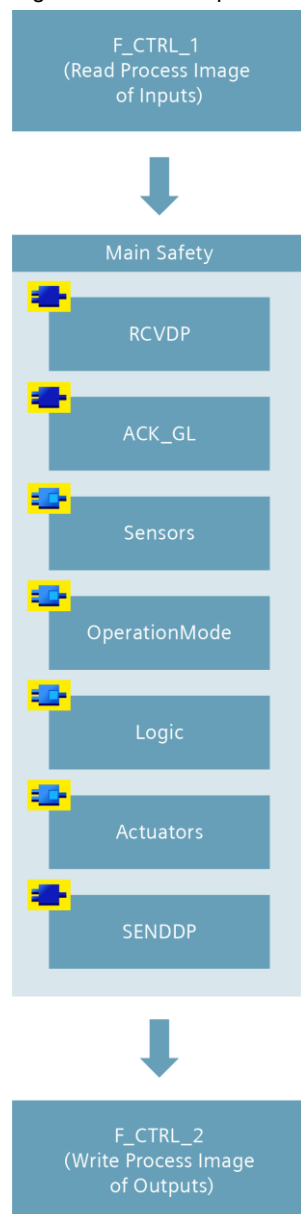 F_CTRL_1
(Read Process Image
of Inputs)
Main Safety
RCVDP
ACK_GL
Sensors
OperationMode
Logic
Actuators
SENDDP
F_CTRL_2
(Write Process Image
of Outputs)